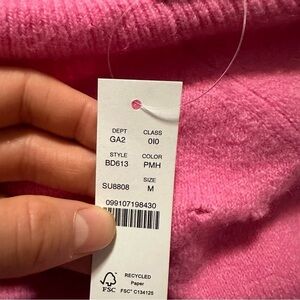 DEPT CLASS
GA2 0I0
STYLE COLOR
BD613 PMH
SIZE
SU8808 M
099107198430
FSC
RECYCLED
Paper
FSC® C134125